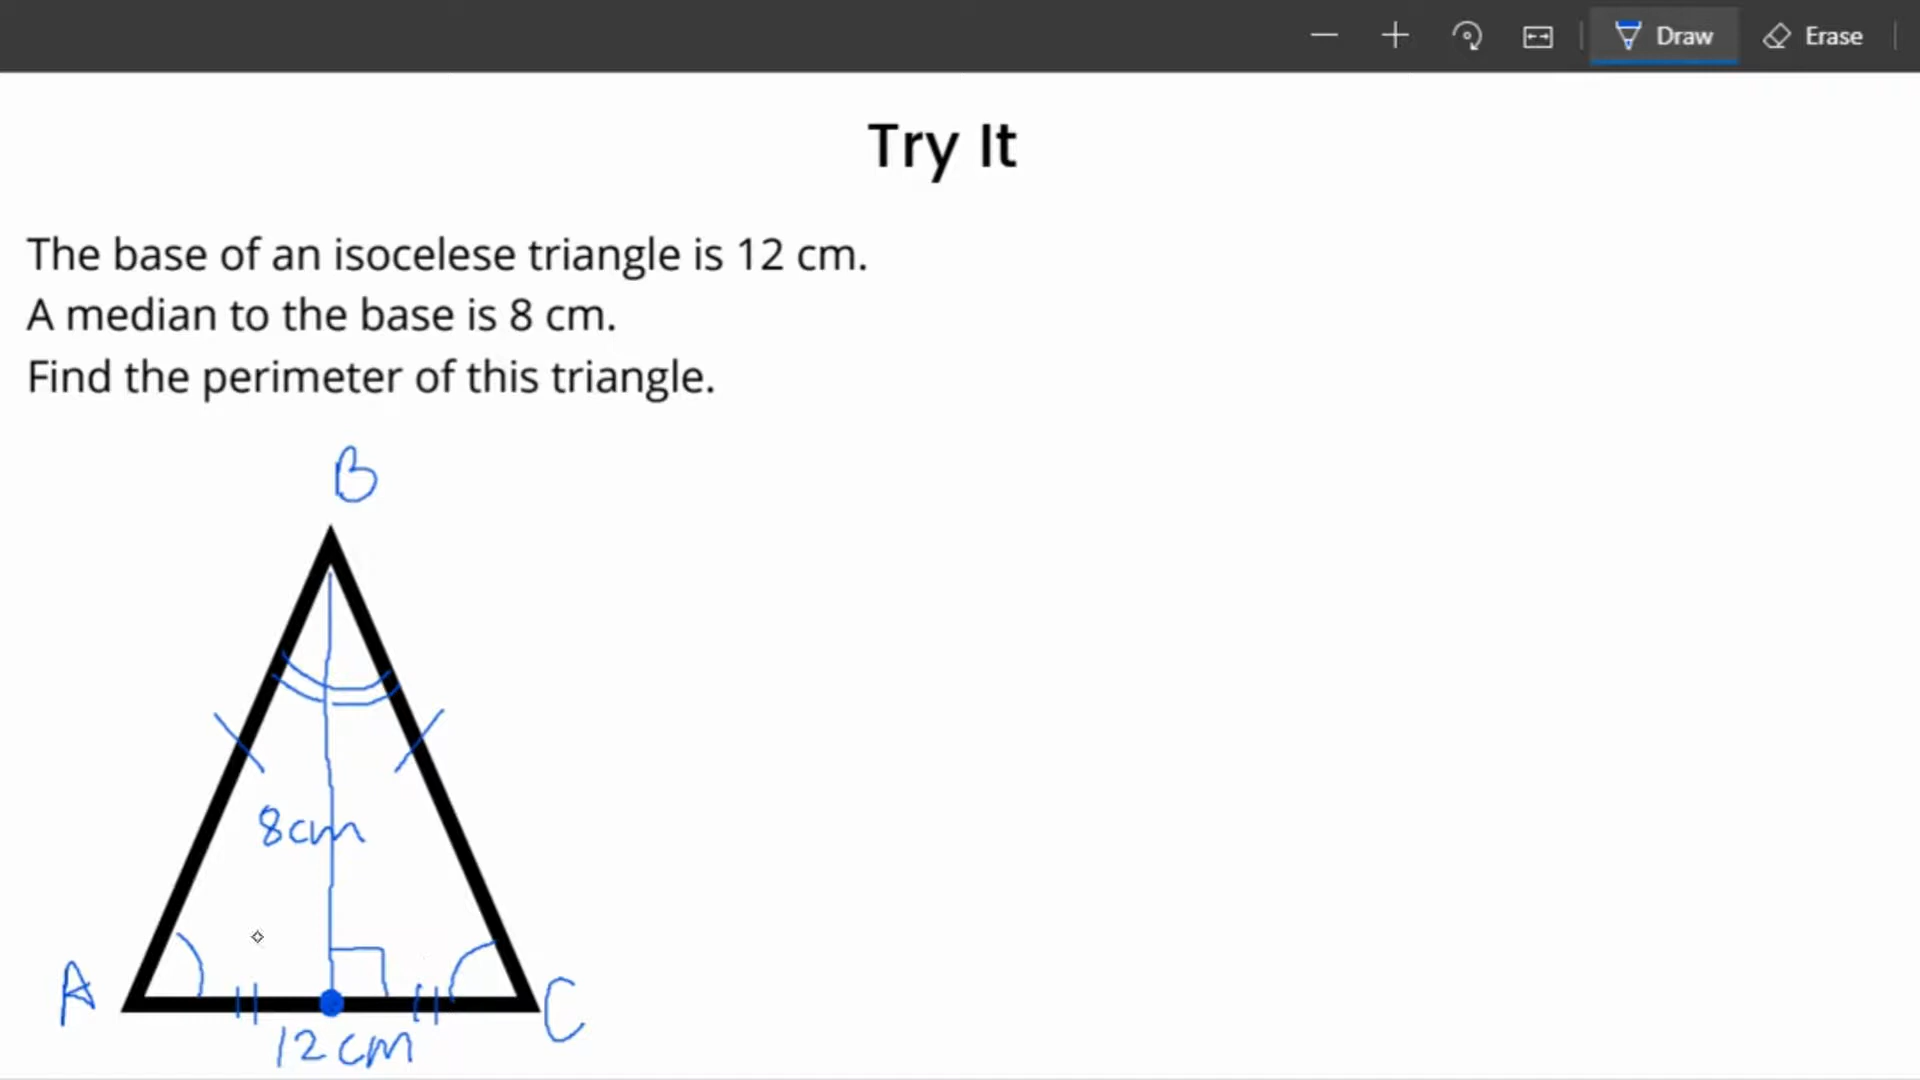 Draw Erase
Try It
The base of an isocelese triangle is 12 cm.
A median to the base is 8 cm.
Find the perimeter of this triangle.
B
8cm
A C
12cm